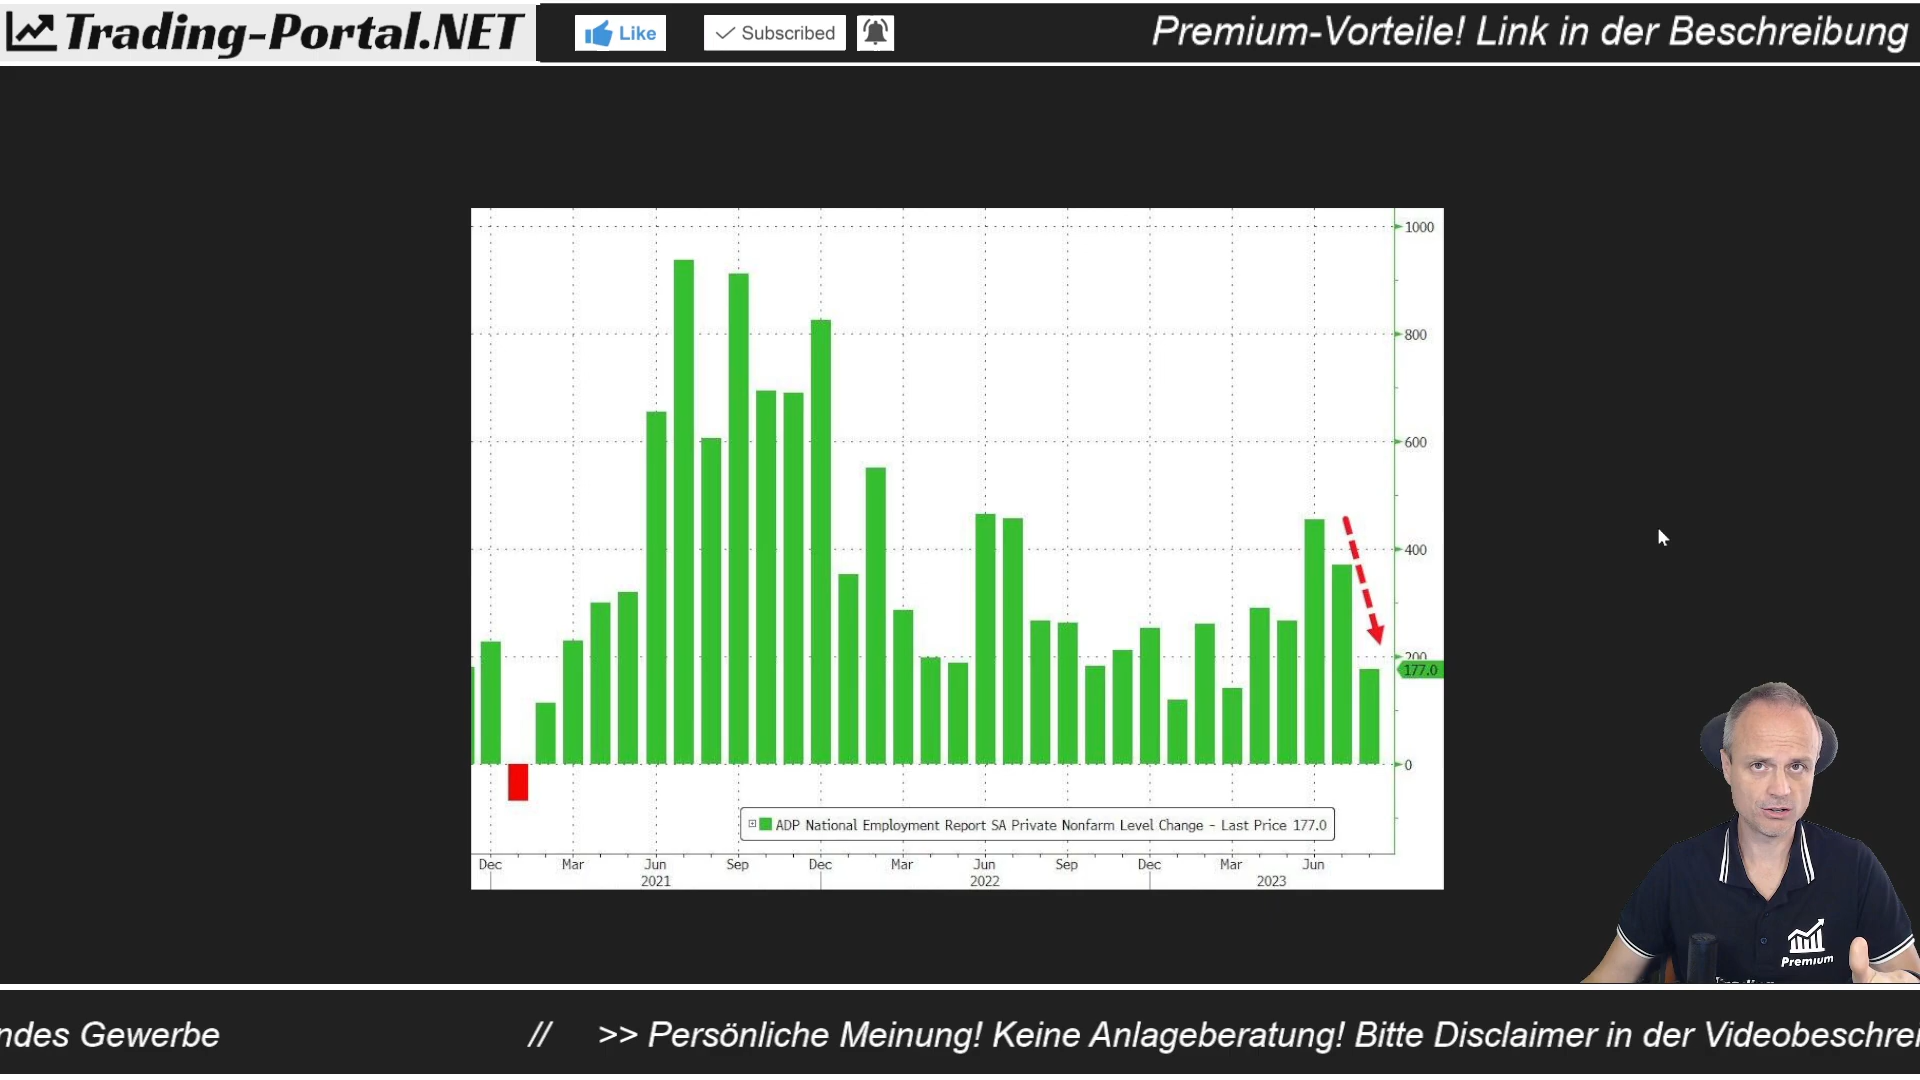 Trading-Portal.NET
Like
Subscribed
Premium-Vorteile! Link in der Beschreibung
1000
800
600
400
200
177.0
0
ADP National Employment Report SA Private Nonfarm Level Change - Last Price 177.0
Dec Mar Jun Sep Dec Mar Jun Sep Dec Mar Jun
2021 2022 2023
Premium
ndes Gewerbe // >> Persönliche Meinung! Keine Anlageberatung! Bitte Disclaimer in der Videobeschre